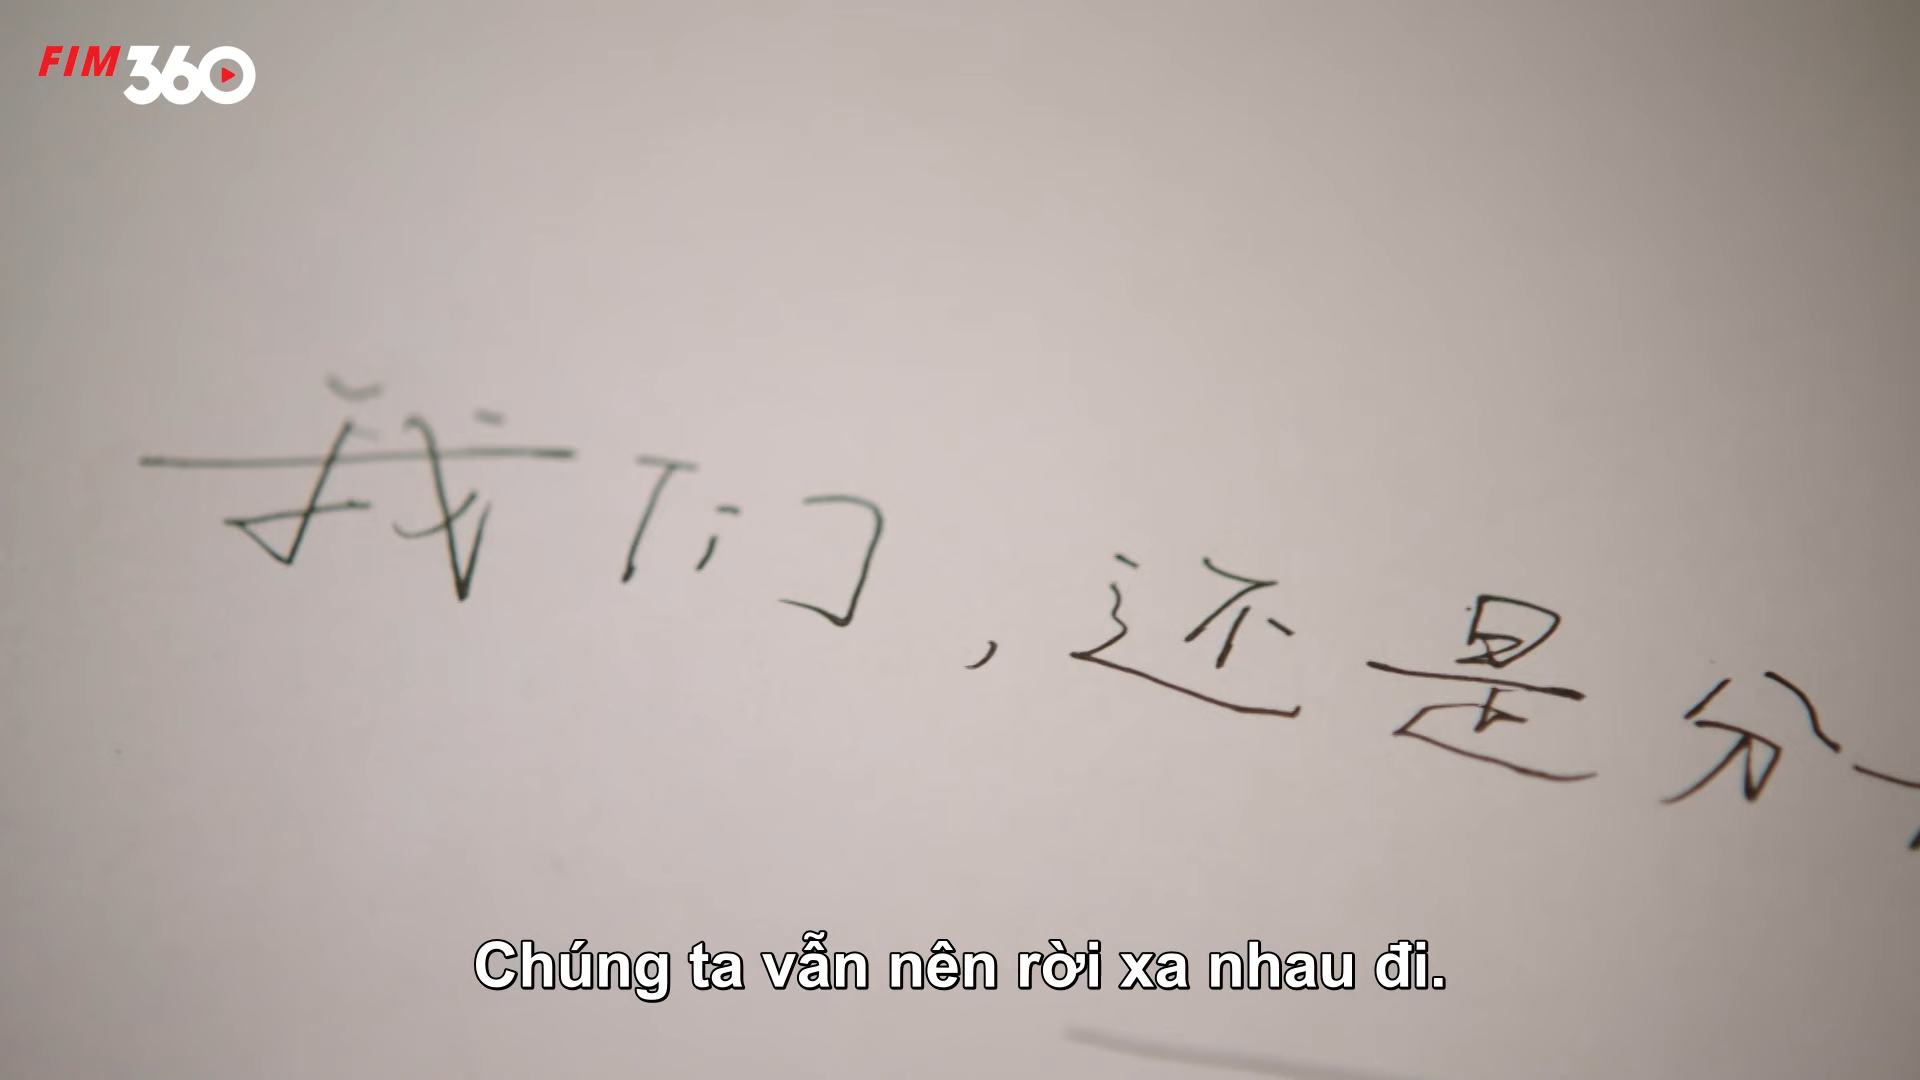 FIM360
我们，还是分
Chúng ta vẫn nên rời xa nhau đi.